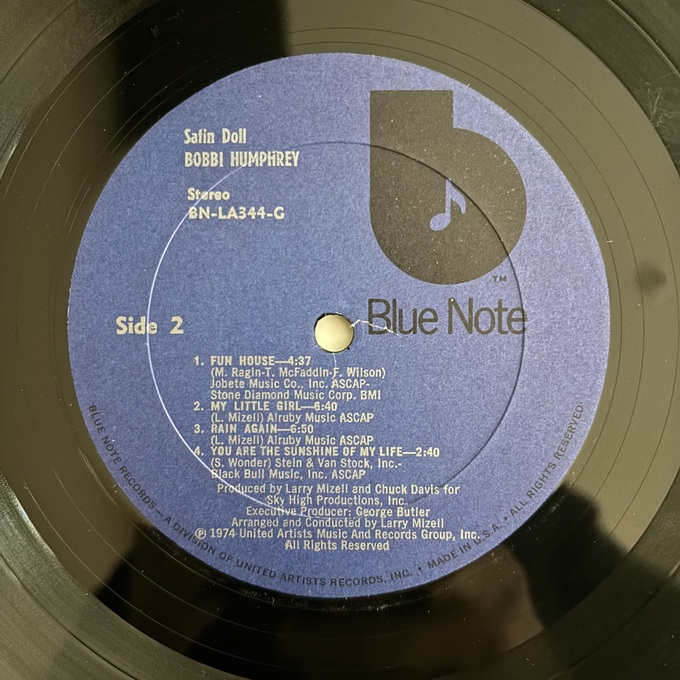 Satin Doll
BOBBI HUMPHREY
Stereo
BN-LA344-G
TM
Blue Note
Side 2
1. FUN HOUSE—4:37
(M. Ragin-T. McFaddin-F. Wilson)
Jobete Music Co., Inc. ASCAP-
Stone Diamond Music Corp. BMI
2. MY LITTLE GIRL—6:40
(L. Mizell) Alruby Music ASCAP
3. RAIN AGAIN—6:50
(L. Mizell) Alruby Music ASCAP
4. YOU ARE THE SUNSHINE OF MY LIFE—2:40
(S. Wonder) Stein & Van Stock, Inc.-
Black Bull Music, Inc. ASCAP
Produced by Larry Mizell and Chuck Davis for
Sky High Productions, Inc.
Executive Producer: George Butler
Arranged and Conducted by Larry Mizell
℗ 1974 United Artists Music And Records Group, Inc.
All Rights Reserved
BLUE NOTE RECORDS — A DIVISION OF UNITED ARTISTS RECORDS, INC. • MADE IN U.S.A. • ALL RIGHTS RESERVED